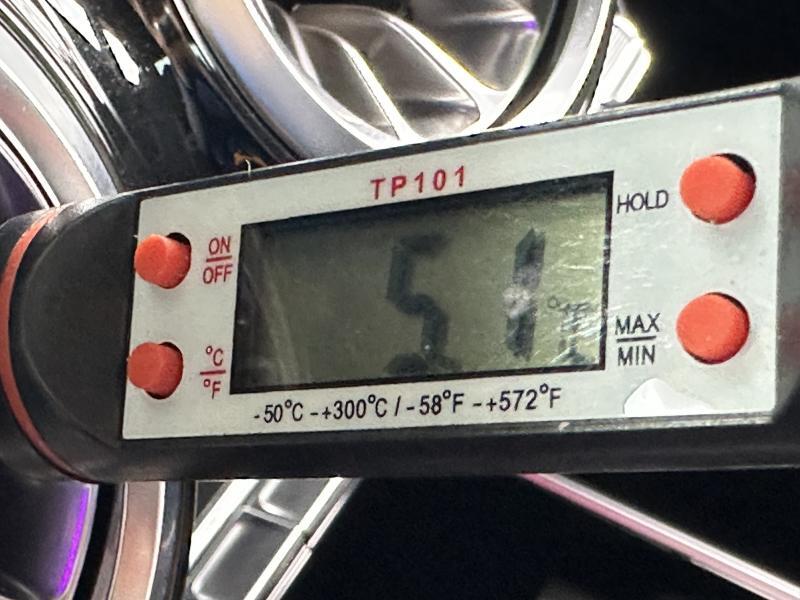 TP101
ON
OFF
°C
°F
51 °F
HOLD
MAX
MIN
-50°C -+300°C / -58°F -+572°F